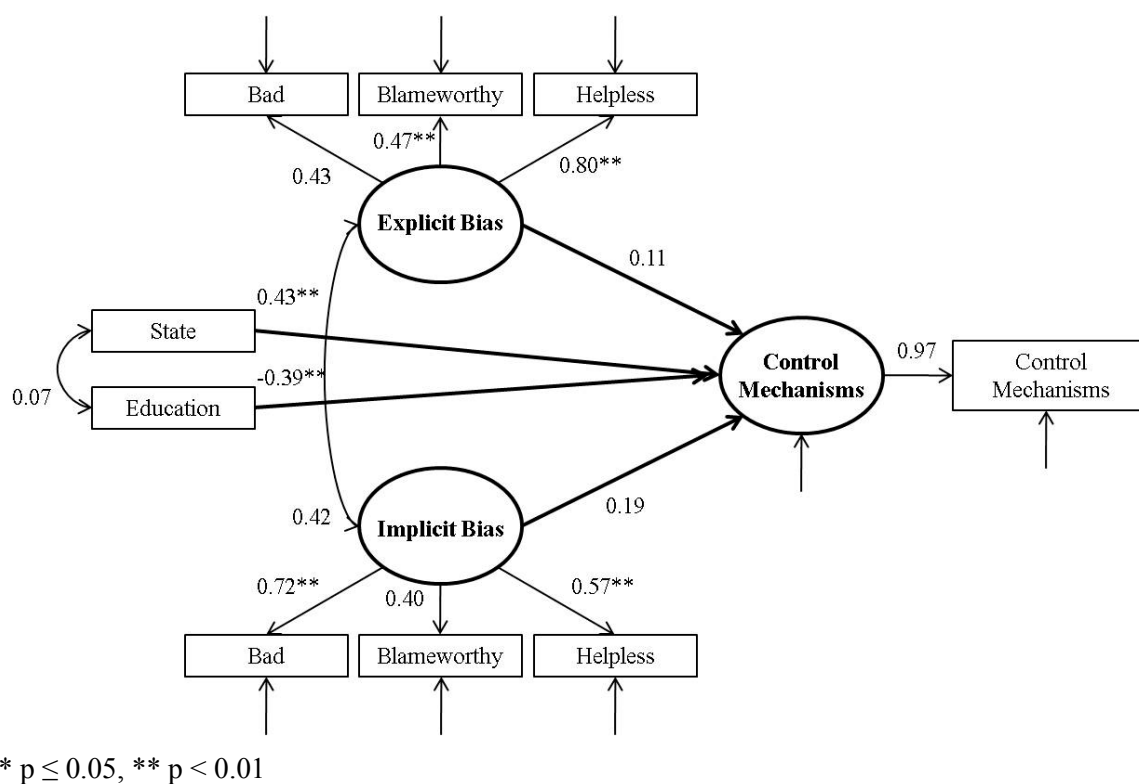 Bad
Blameworthy
Helpless
0.43
0.47**
0.80**
Explicit Bias
0.11
0.43**
State
Control
Mechanisms
0.97
Control
Mechanisms
-0.39**
0.07
Education
0.42
Implicit Bias
0.19
0.72**
0.40
0.57**
Bad
Blameworthy
Helpless
* p ≤ 0.05, ** p < 0.01